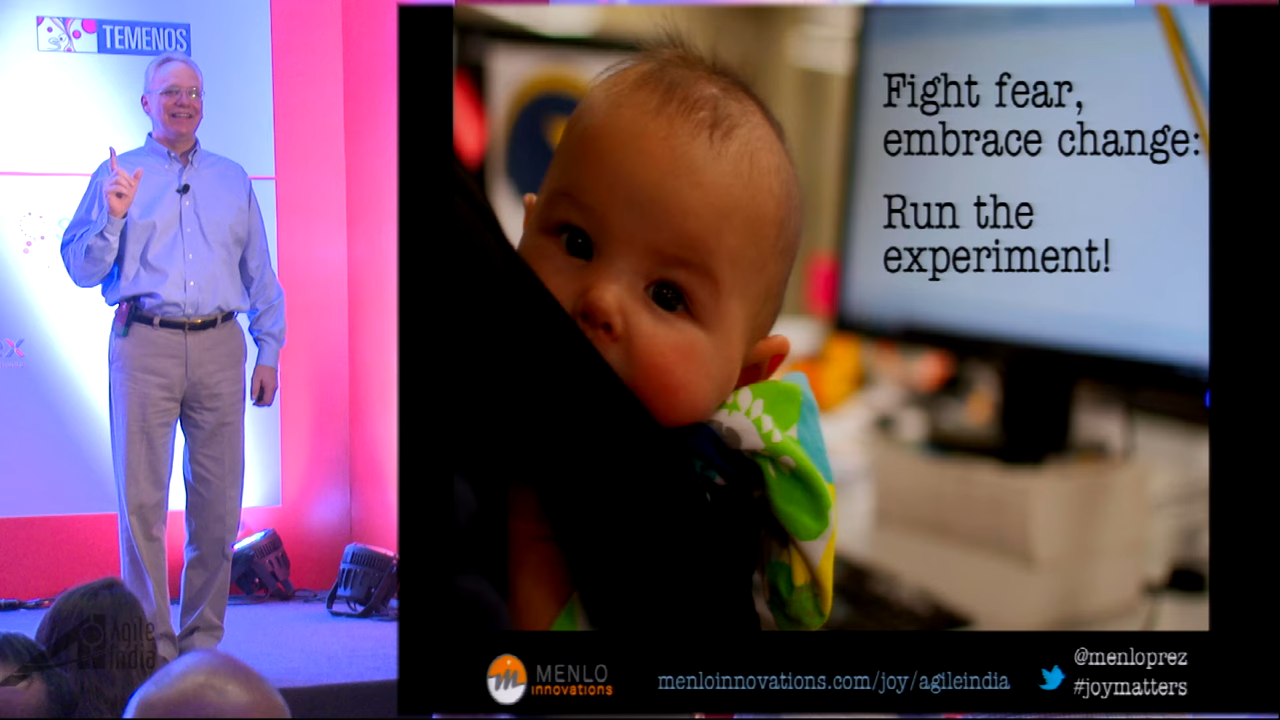 TEMENOS
Fight fear,
embrace change:
Run the
experiment!
Agile
India
MENLO
innovations
menloinnovations.com/joy/agileindia
@menloprez
#joymatters